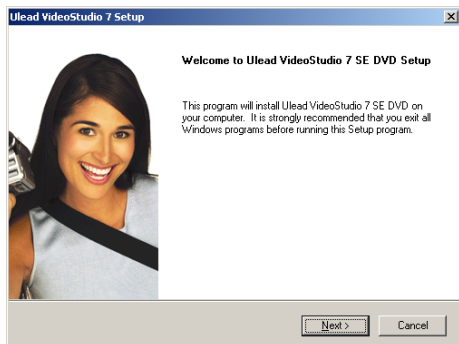 Ulead VideoStudio 7 Setup
Welcome to Ulead VideoStudio 7 SE DVD Setup
This program will install Ulead VideoStudio 7 SE DVD on
your computer.  It is strongly recommended that you exit all
Windows programs before running this Setup program.
Next >
Cancel